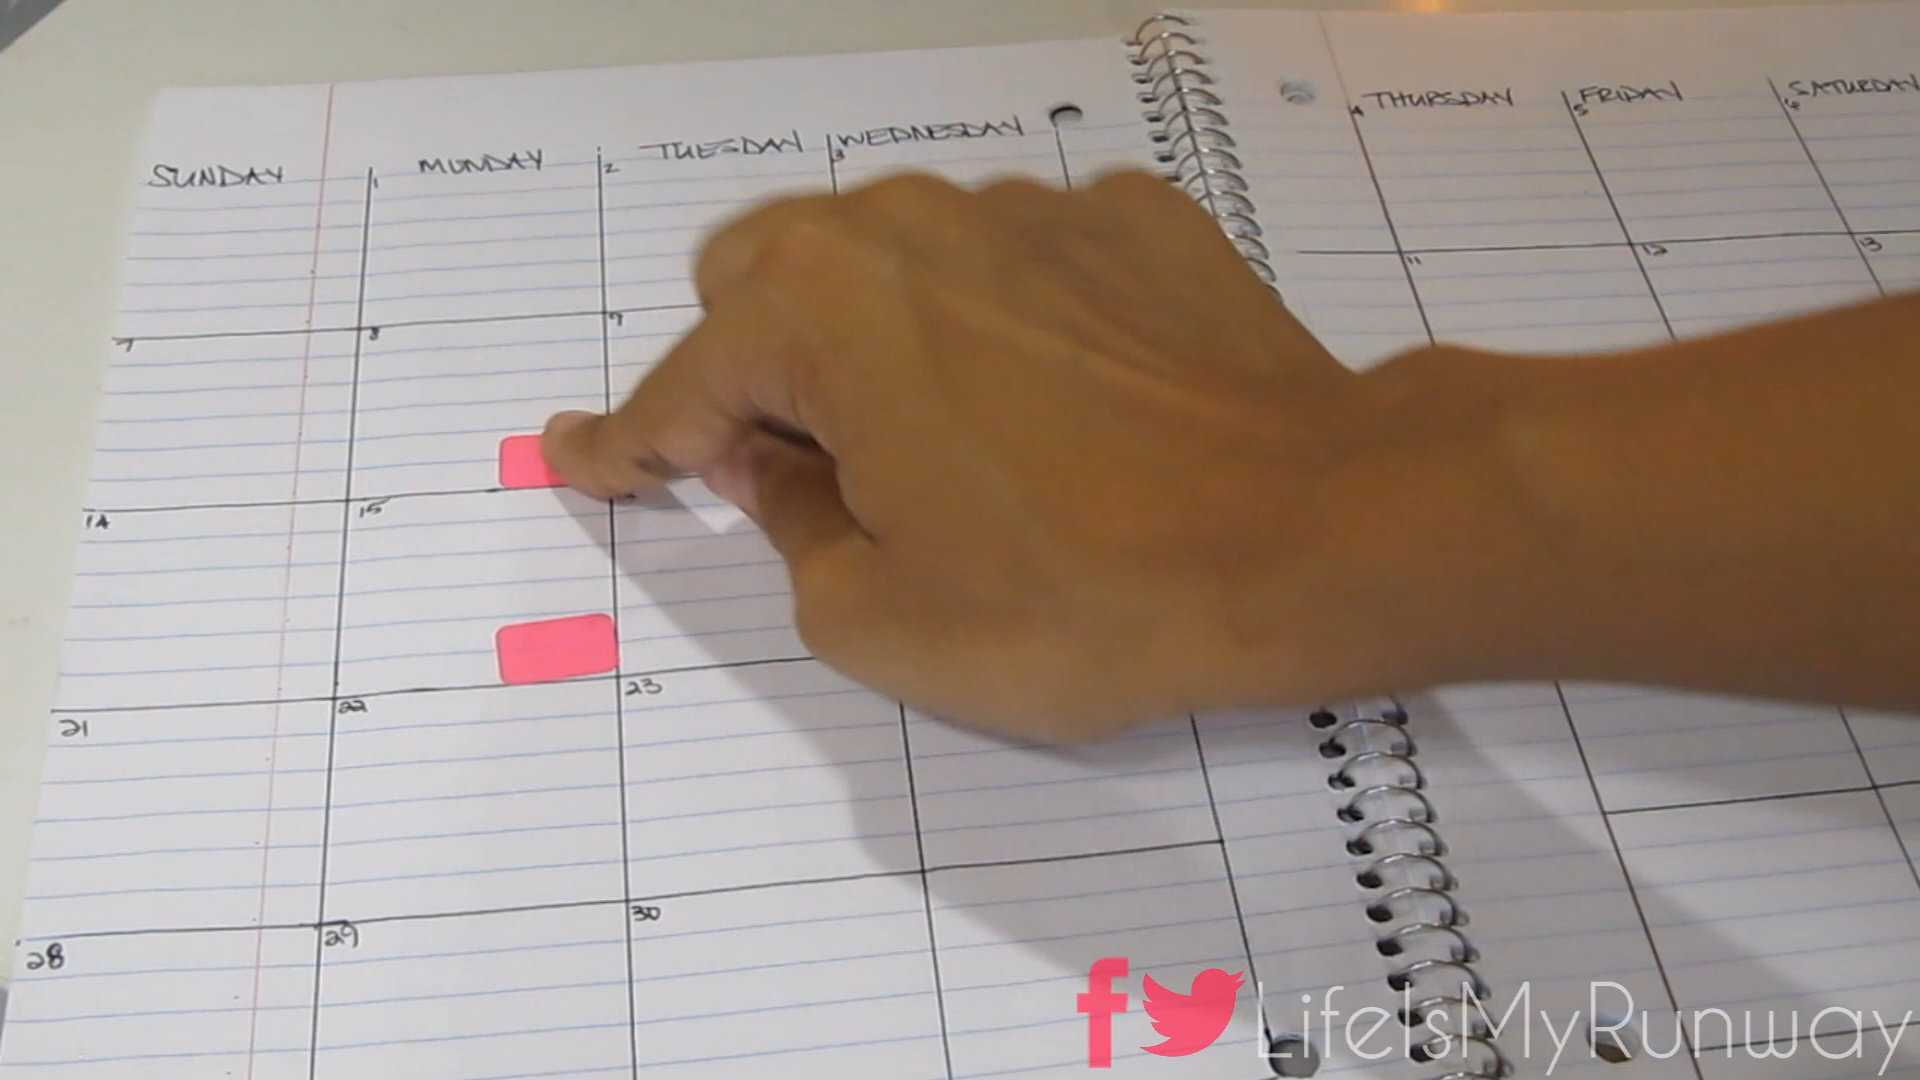 SUNDAY MUNDAY TUESDAY WEDNESDAY THURSDAY FRIDAY SATURDAY
1 2 3 4 5 6
7 8 9 11 12 13
14 15
21 22 23
28 29 30
f LifeIsMyRunway